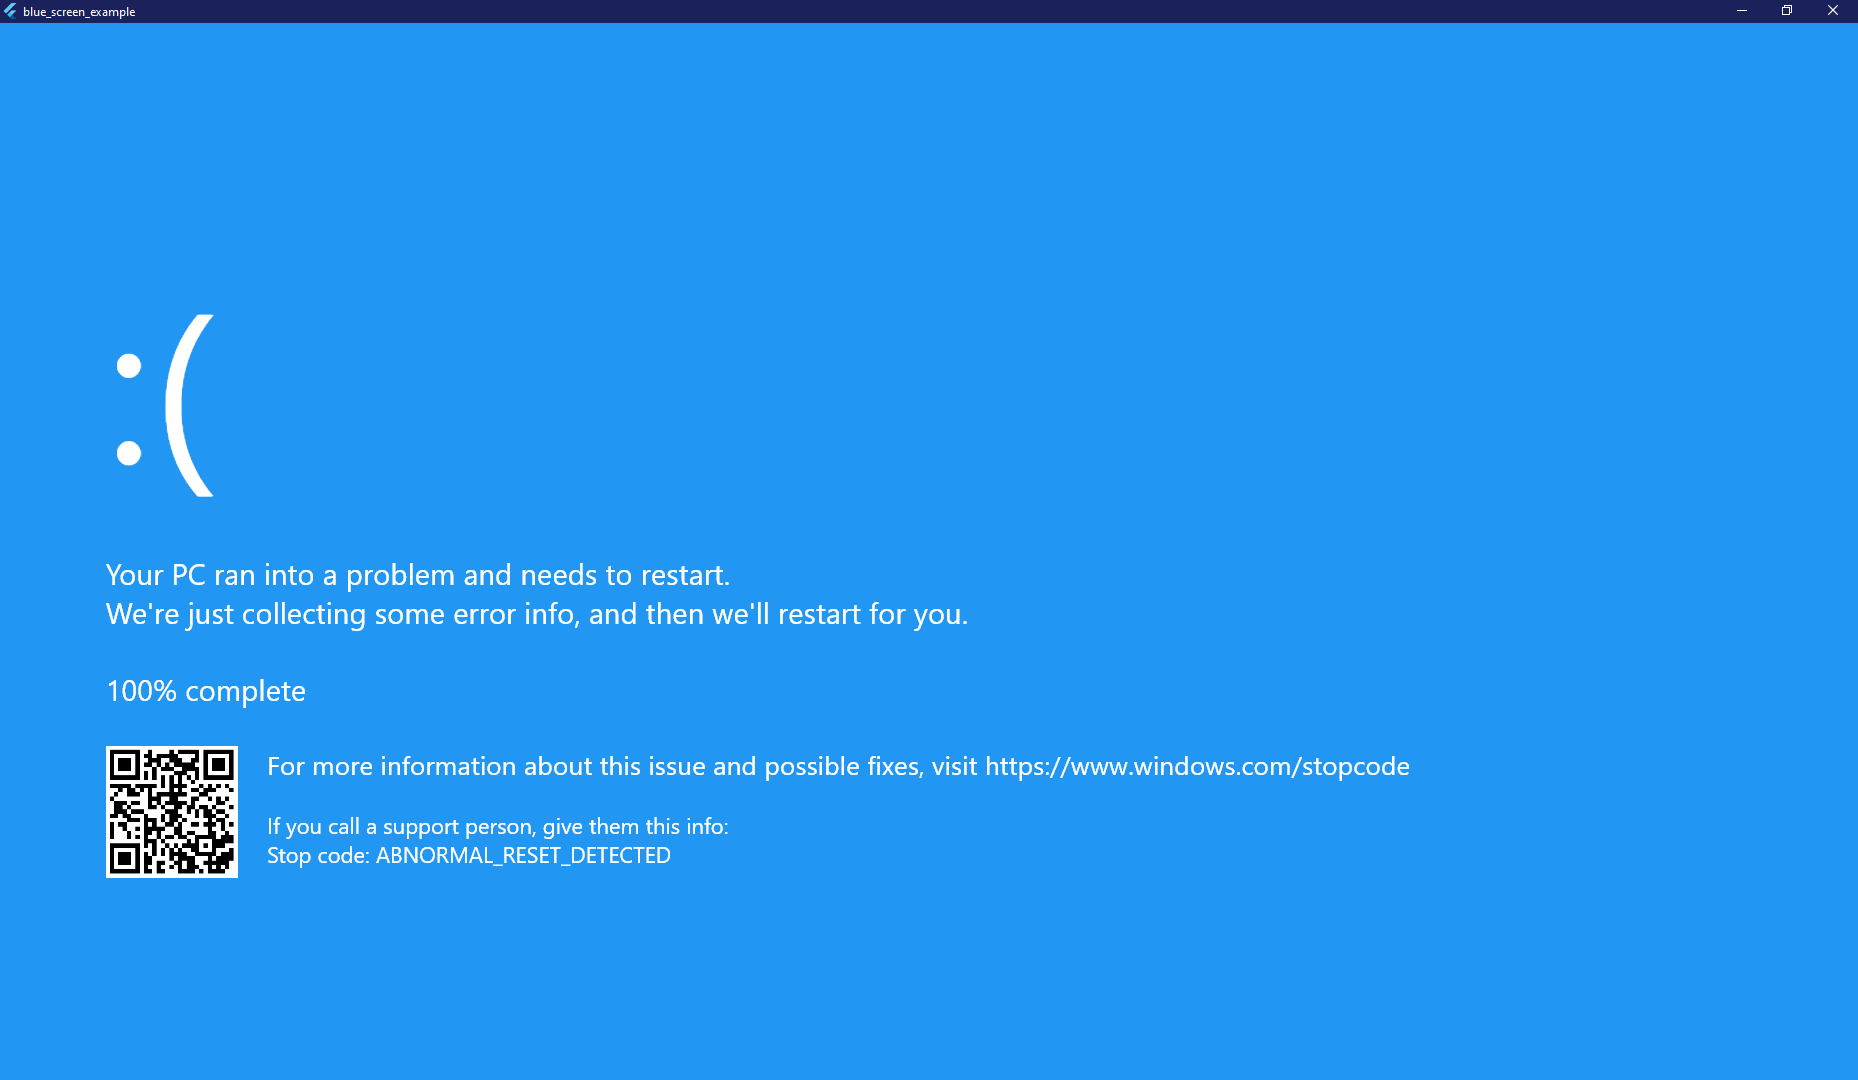 blue_screen_example
:(
Your PC ran into a problem and needs to restart.
We're just collecting some error info, and then we'll restart for you.
100% complete
For more information about this issue and possible fixes, visit https://www.windows.com/stopcode
If you call a support person, give them this info:
Stop code: ABNORMAL_RESET_DETECTED